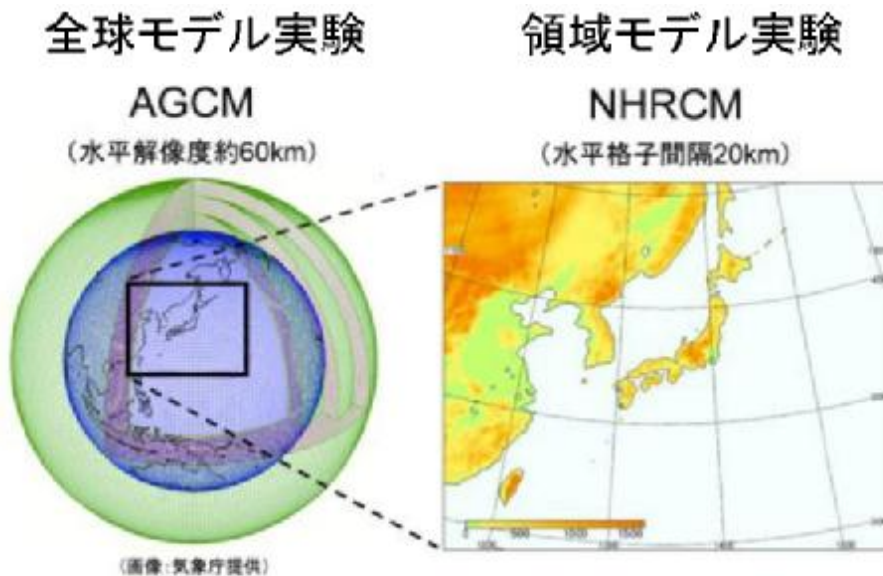 全球モデル実験
AGCM
(水平解像度約60km)
(画像:気象庁提供)
領域モデル実験
NHRCM
(水平格子間隔20km)
0 500 1000 1500